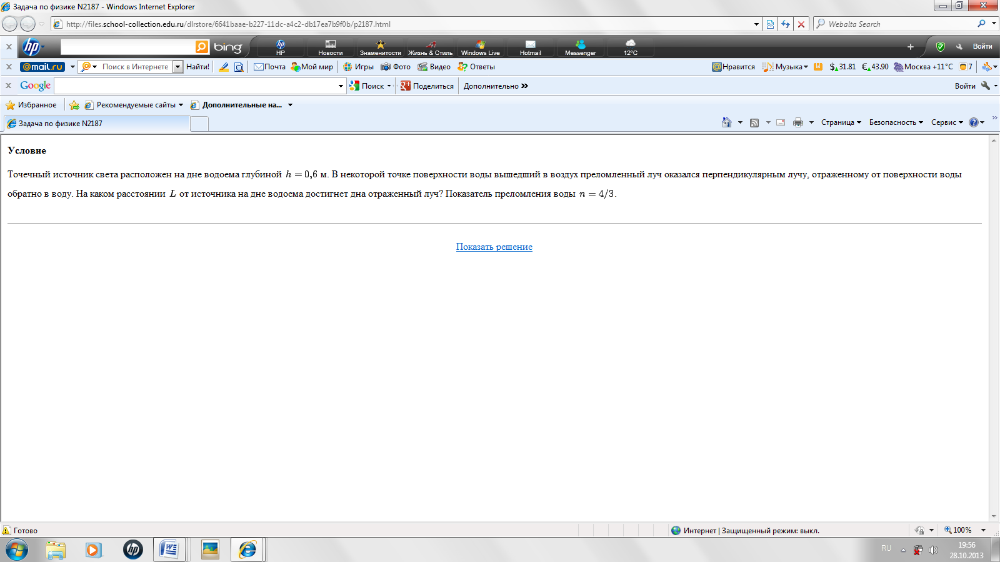 Задача по физике N2187 - Windows Internet Explorer
http://files.school-collection.edu.ru/dlrstore/6641baae-b227-11dc-a4c2-db17ea7b9f0b/p2187.html
Webalta Search
x hp bing HP Новости Знаменитости Жизнь & Стиль Windows Live Hotmail Messenger 12°C + Войти
x @mail.ru Поиск в Интернете Найти! Почта Мой мир Игры Фото Видео Ответы Нравится Музыка $ 31.81 € 43.90 Москва +11°C 7
x Google Поиск Поделиться Дополнительно » Войти
Избранное Рекомендуемые сайты Дополнительные на...
Задача по физике N2187 Страница Безопасность Сервис »
Условие
Точечный источник света расположен на дне водоема глубиной h = 0,6 м. В некоторой точке поверхности воды вышедший в воздух преломленный луч оказался перпендикулярным лучу, отраженному от поверхности воды
обратно в воду. На каком расстоянии L от источника на дне водоема достигнет дна отраженный луч? Показатель преломления воды n = 4/3.
Показать решение
Готово Интернет | Защищенный режим: выкл. 100%
hp RU 19:56
28.10.2013